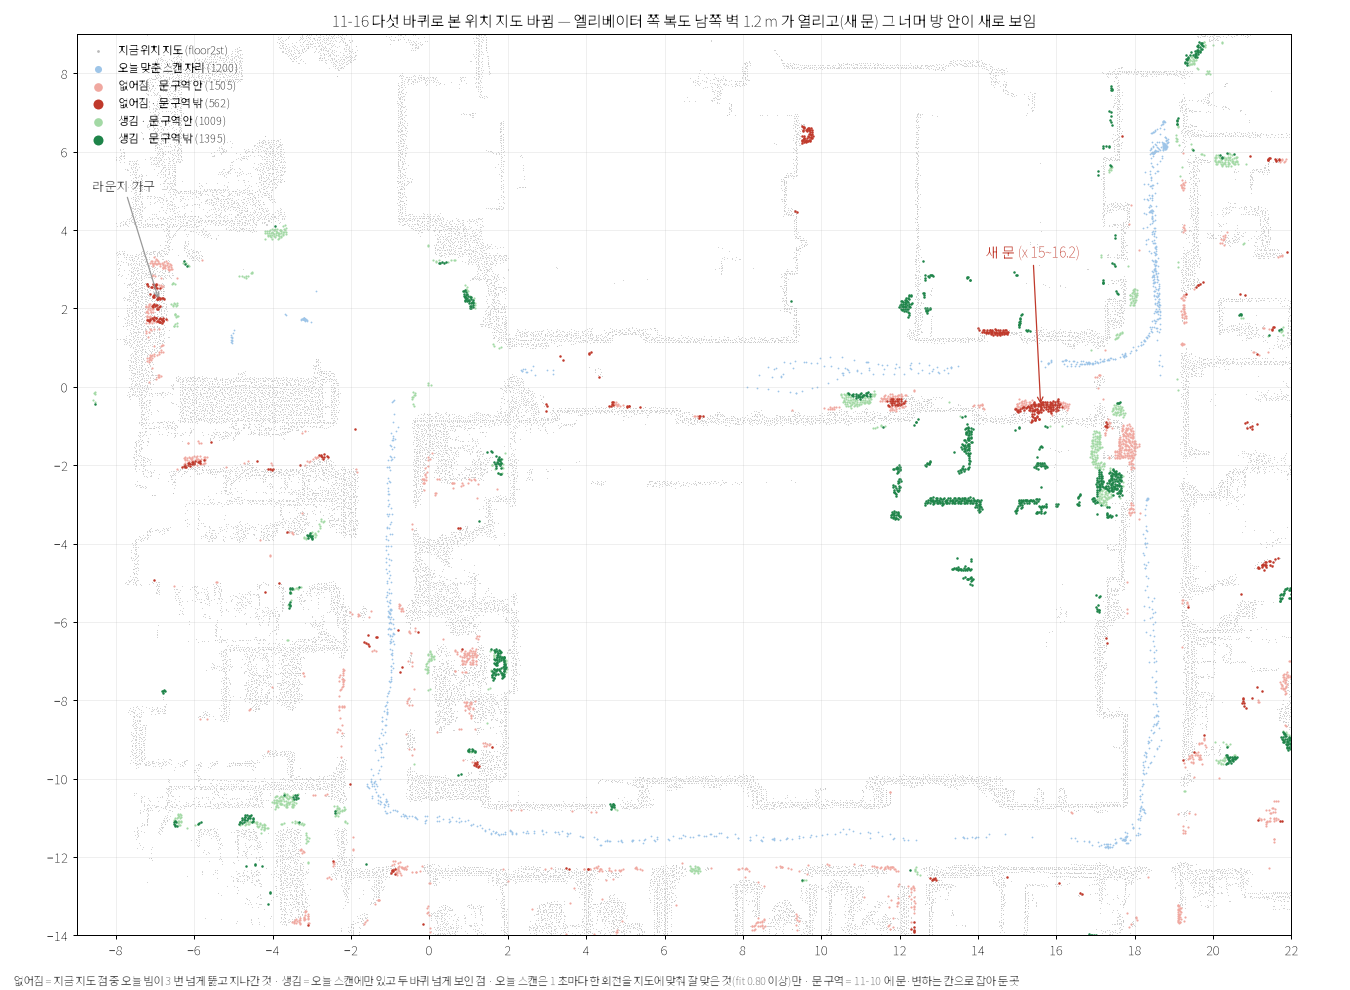 11-16 다섯 바퀴로 본 위치 지도 바뀜 — 엘리베이터 쪽 복도 남쪽 벽 1.2 m 가 열리고(새 문) 그 너머 방 안이 새로 보임
지금 위치 지도 (floor2st)
오늘 맞춘 스캔 자리 (1200)
없어짐 · 문 구역 안 (1505)
없어짐 · 문 구역 밖 (562)
생김 · 문 구역 안 (1009)
생김 · 문 구역 밖 (1395)
라운지 가구
새 문 (x 15–16.2)
8
6
4
2
0
−2
−4
−6
−8
−10
−12
−14
−8 −6 −4 −2 0 2 4 6 8 10 12 14 16 18 20 22
없어짐 = 지금 지도 점 중 오늘 빔이 3 번 넘게 뚫고 지나간 것 · 생김 = 오늘 스캔에만 있고 두 바퀴 넘게 보인 점 · 오늘 스캔은 1 초마다 한 회전을 지도에 맞춰 잘 맞은 것(fit 0.80 이상)만 · 문 구역 = 11-10 에 문·변하는 칸으로 잡아 둔 곳